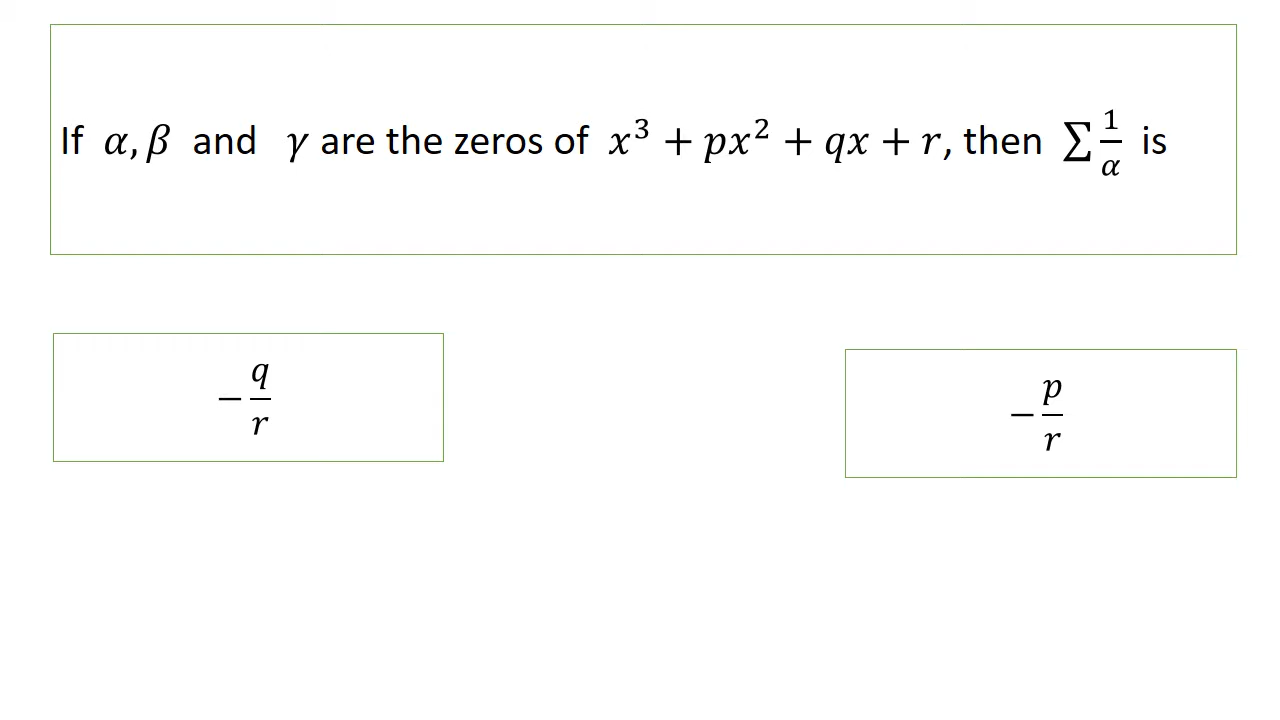 If α, β and γ are the zeros of x³ + px² + qx + r, then ∑ 1/α is
− q/r
− p/r